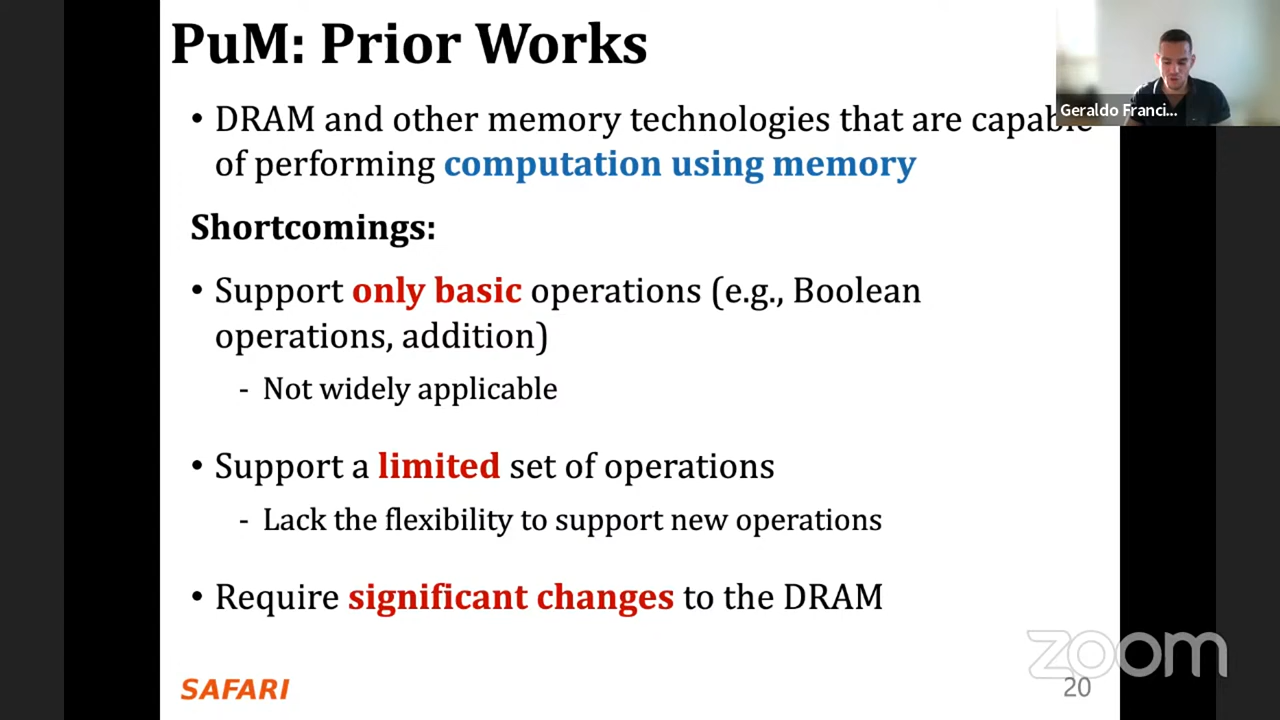 PuM: Prior Works
Geraldo Franci...
• DRAM and other memory technologies that are capable
of performing computation using memory
Shortcomings:
• Support only basic operations (e.g., Boolean
operations, addition)
- Not widely applicable
• Support a limited set of operations
- Lack the flexibility to support new operations
• Require significant changes to the DRAM
zoom
SAFARI
20